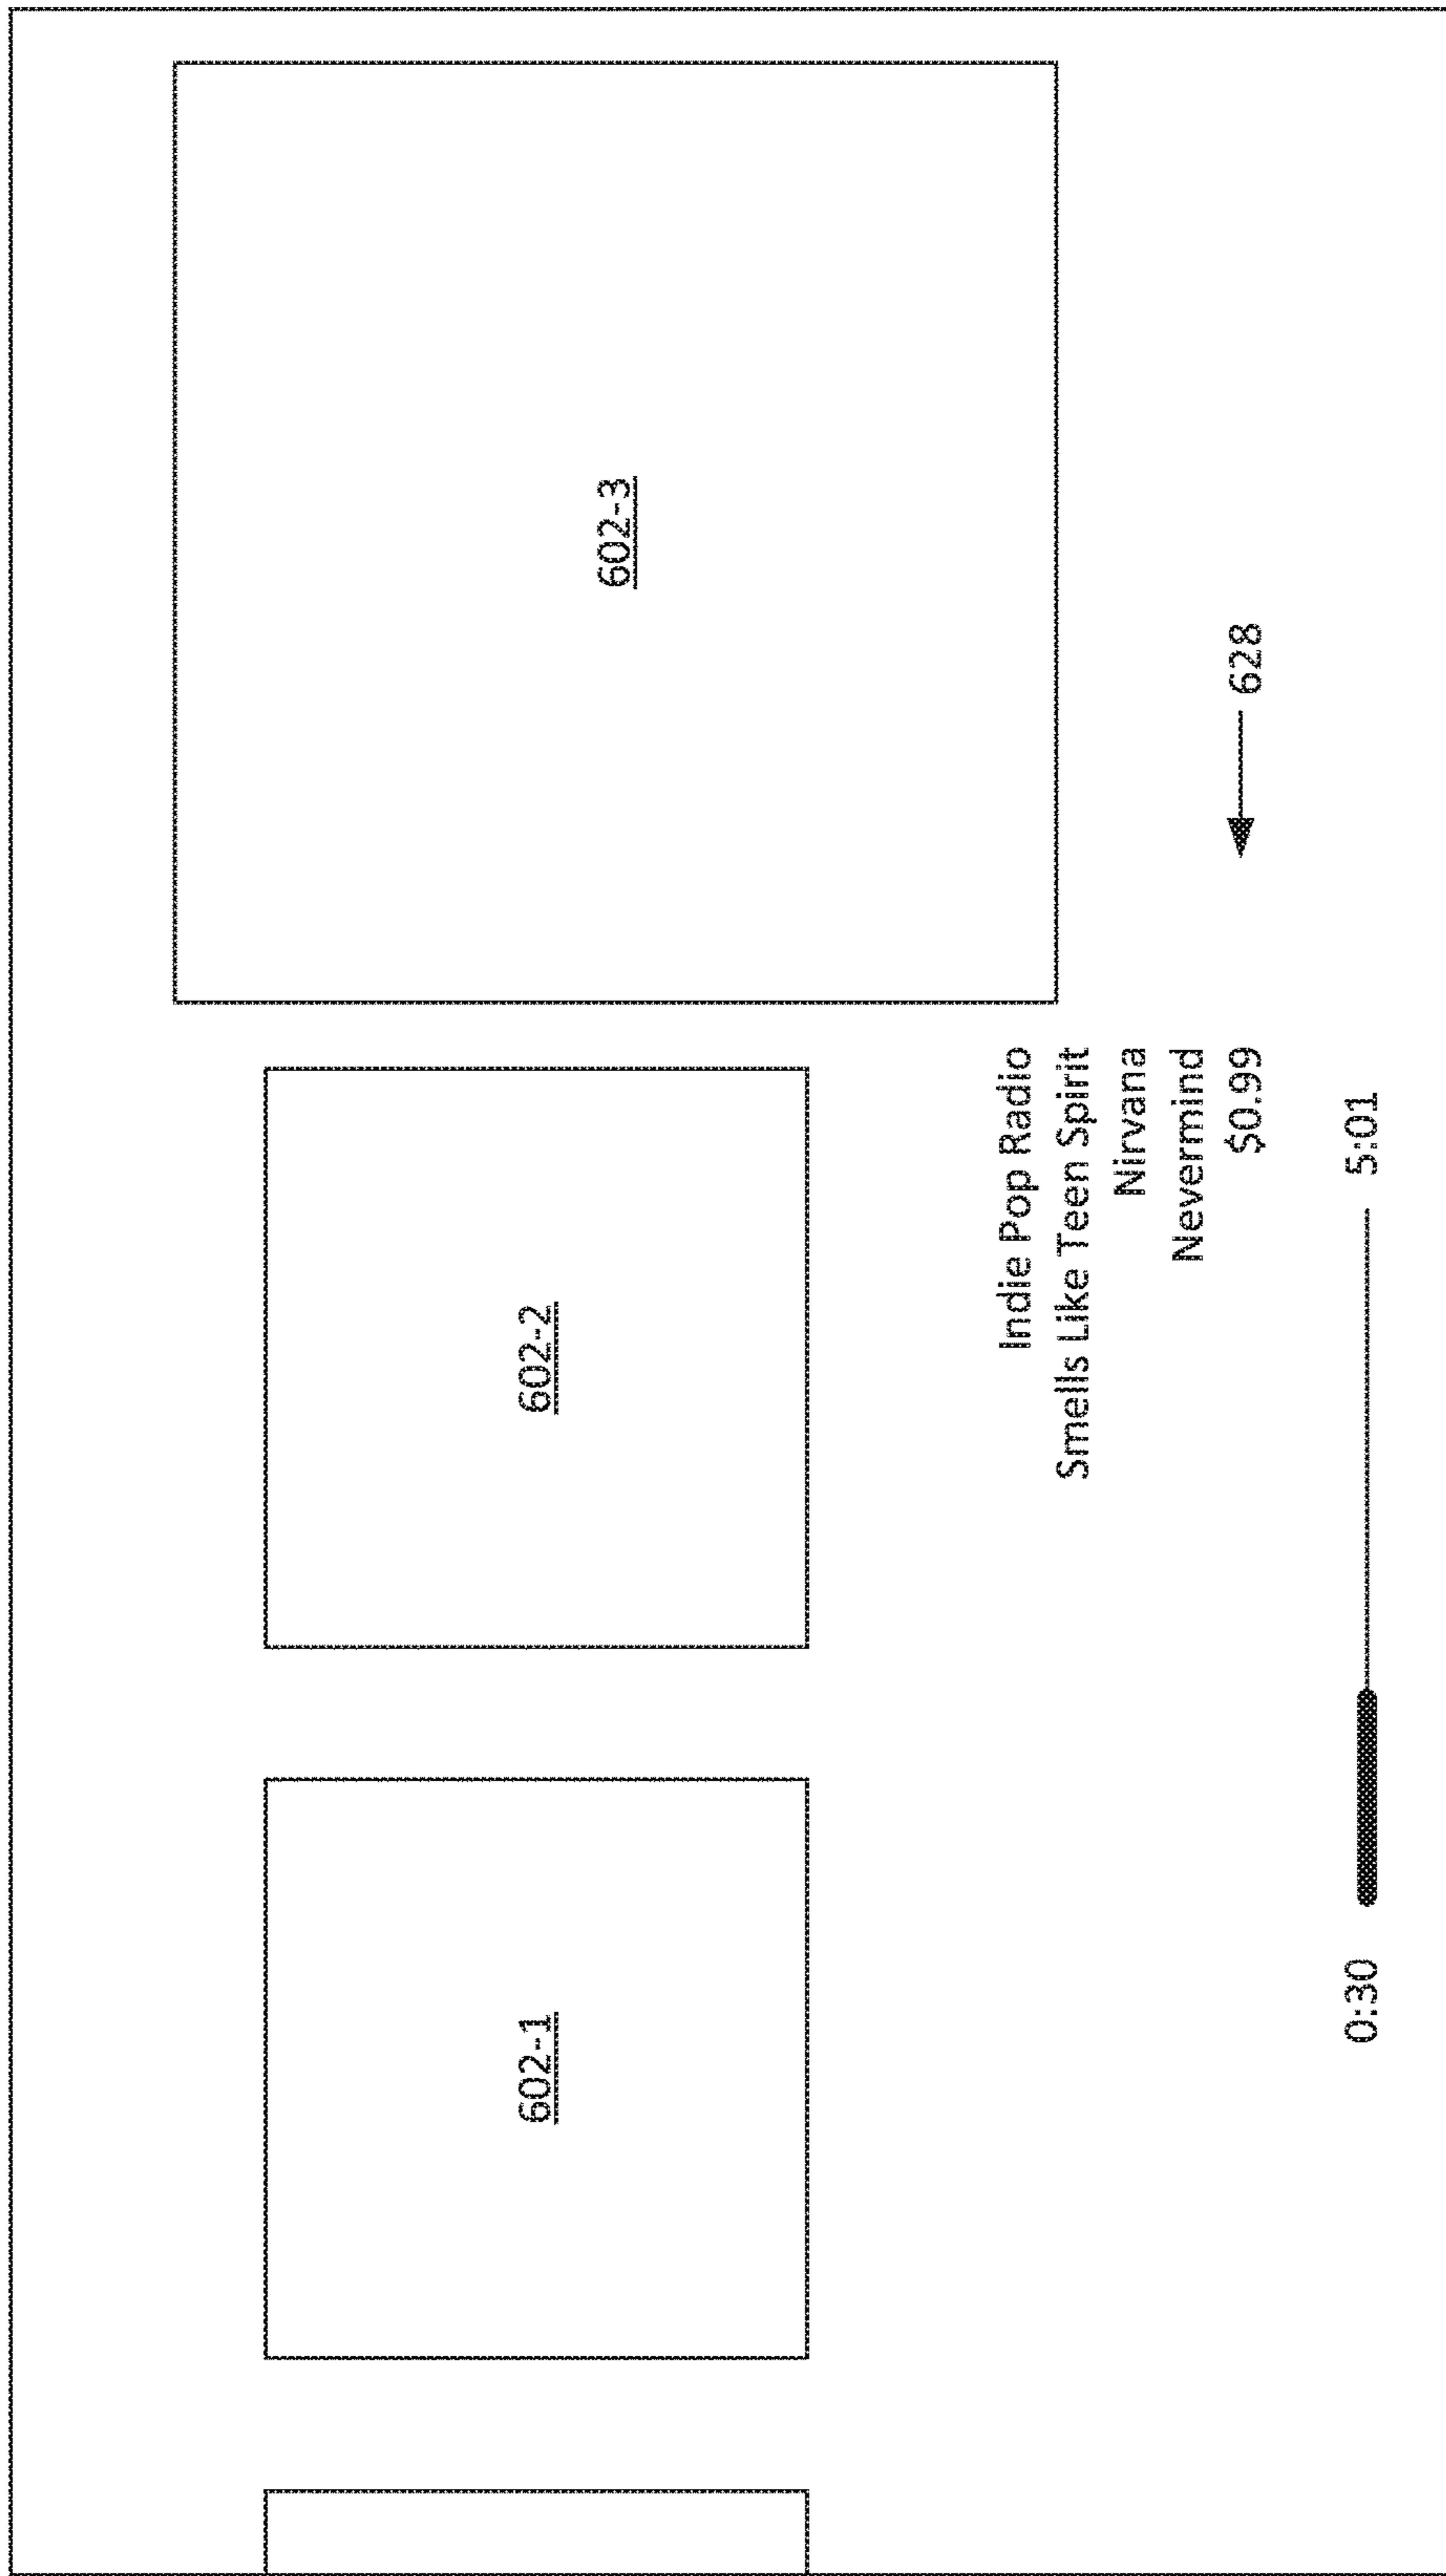 602-1
602-2
602-3
Indie Pop Radio
Smells Like Teen Spirit
Nirvana
Nevermind
$0.99
628
0:30
5:01